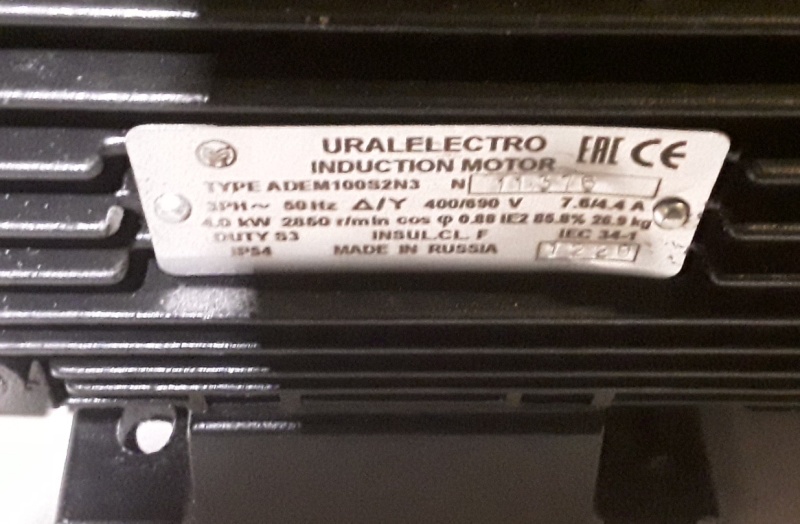 URALELECTRO EAC CE
INDUCTION MOTOR
TYPE ADEM100S2N3 N 11576
3PH~ 50Hz Δ/Y 400/690 V 7.6/4.4 A
4.0 kW 2850 r/min cos φ 0.88 IE2 85.8% 26.9 kg
DUTY S3 INSUL.CL. F IEC 34-1
IP54 MADE IN RUSSIA